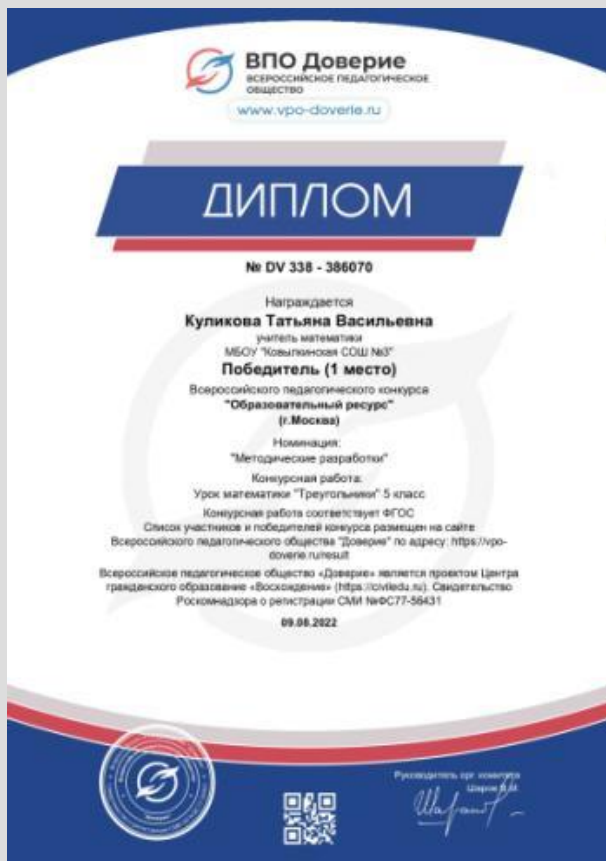 ВПО Доверие
ВСЕРОССИЙСКОЕ ПЕДАГОГИЧЕСКОЕ
ОБЩЕСТВО
www.vpo-doverie.ru
ДИПЛОМ
№ DV 338 - 386070
Награждается
Куликова Татьяна Васильевна
учитель математики
МБОУ "Ковылкинская СОШ №3"
Победитель (1 место)
Всероссийского педагогического конкурса
"Образовательный ресурс"
(г.Москва)
Номинация:
"Методические разработки"
Конкурсная работа:
Урок математики "Треугольники" 5 класс
Конкурсная работа соответствует ФГОС
Список участников и победителей конкурса размещен на сайте
Всероссийского педагогического общества "Доверие" по адресу: https://vpo-
doverie.ru/result
Всероссийское педагогическое общество «Доверие» является проектом Центра
гражданского образование «Восхождение» (https://civiledu.ru). Свидетельство
Роскомнадзора о регистрации СМИ №ФС77-56431
09.08.2022
Руководитель орг. комитета
Шаров